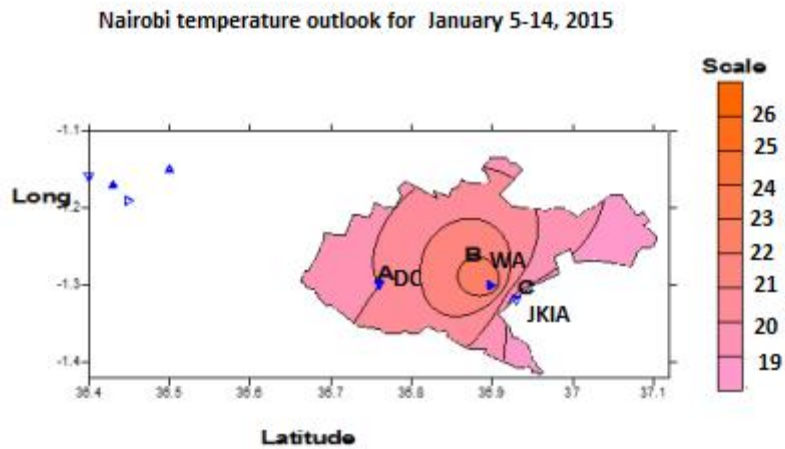 Nairobi temperature outlook for January 5-14, 2015
Scale
26
25
24
23
22
21
20
19
-1.1
Long -1.2
-1.3
-1.4
A DC
B WA
C
JKIA
36.4 36.5 36.6 36.7 36.8 36.9 37 37.1
Latitude